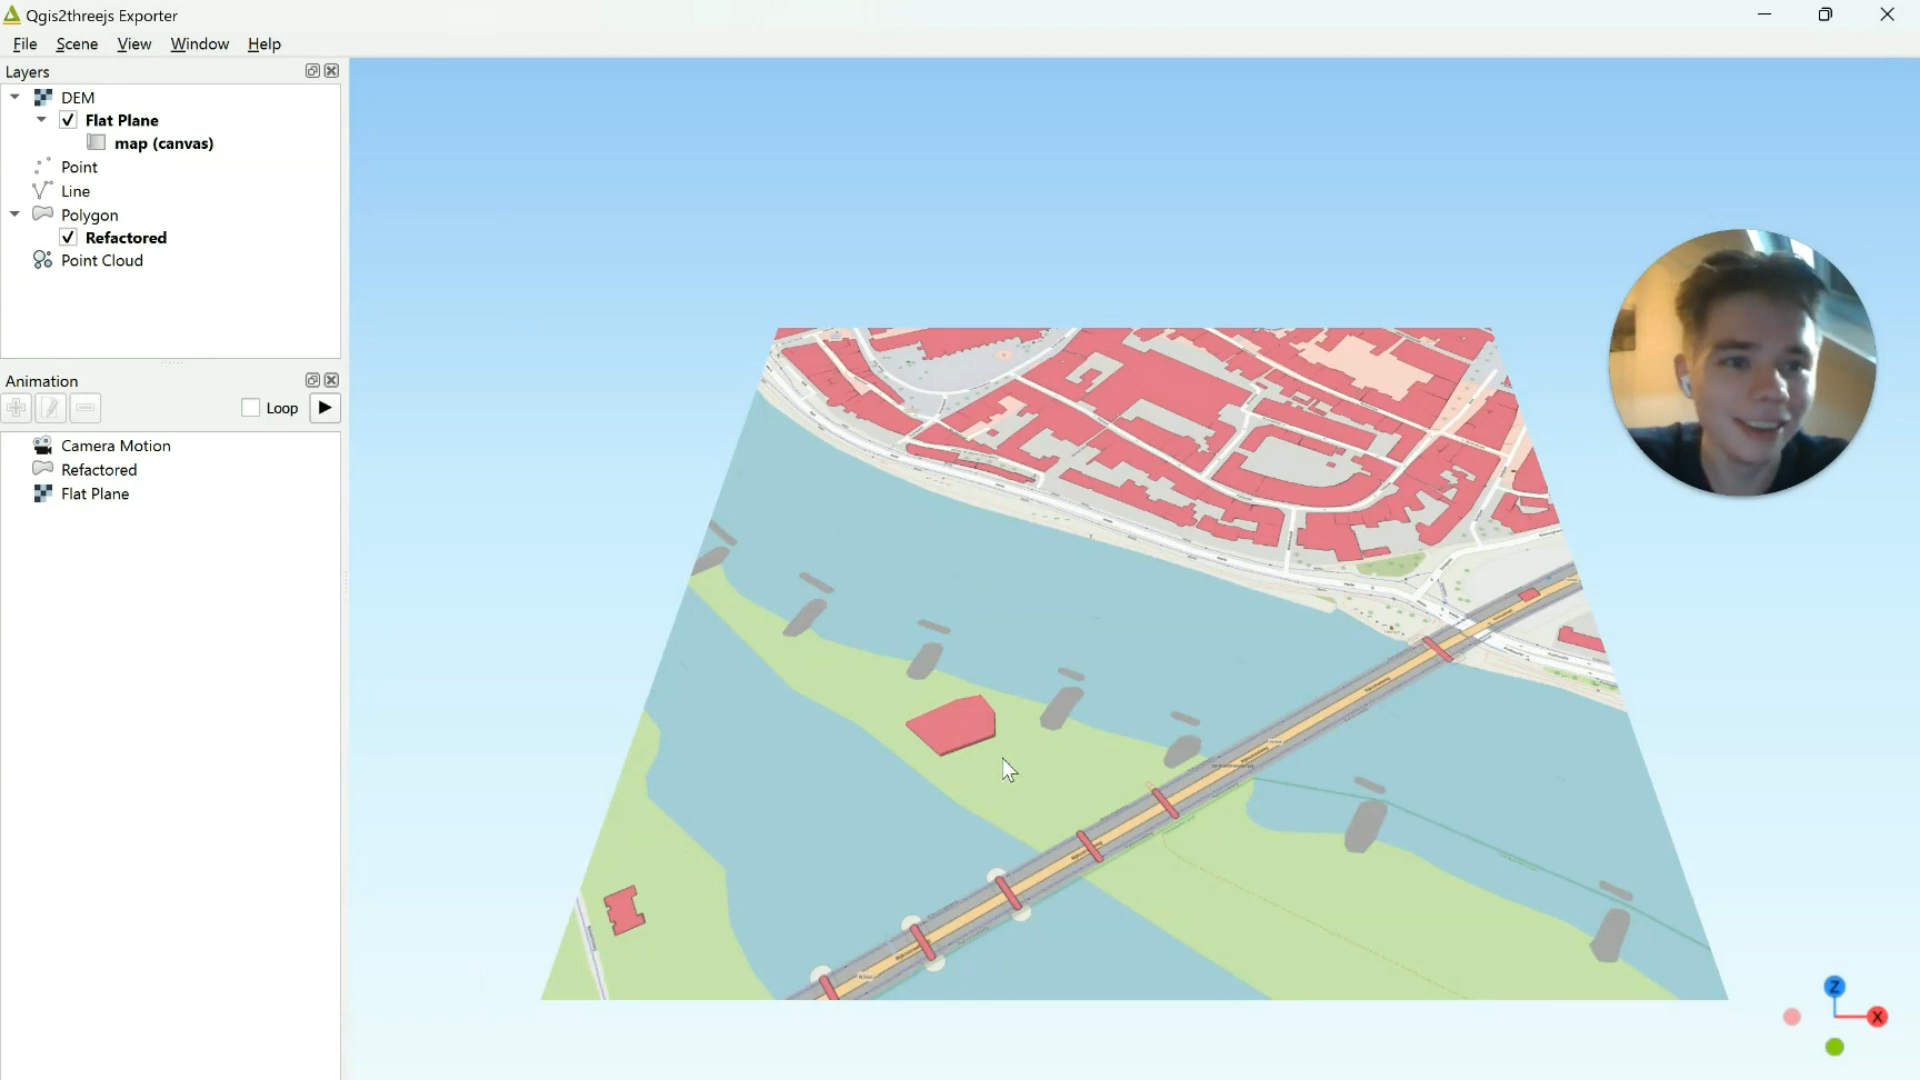 Qgis2threejs Exporter
File Scene View Window Help
Layers
DEM
Flat Plane
map (canvas)
Point
Line
Polygon
Refactored
Point Cloud
Animation
Loop
Camera Motion
Refactored
Flat Plane
Z
X